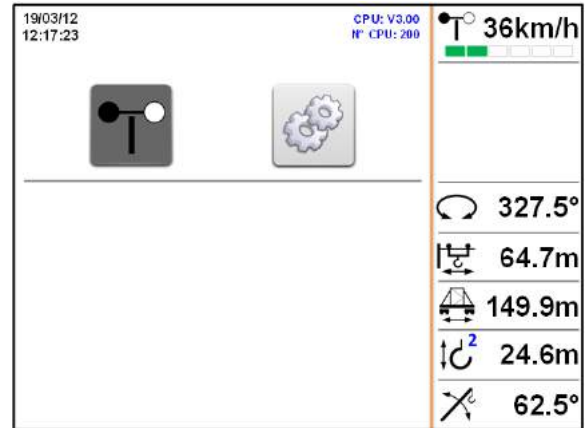 19/03/12
12:17:23
CPU: V3.00
N° CPU: 200
36km/h
327.5°
64.7m
149.9m
2
24.6m
62.5°